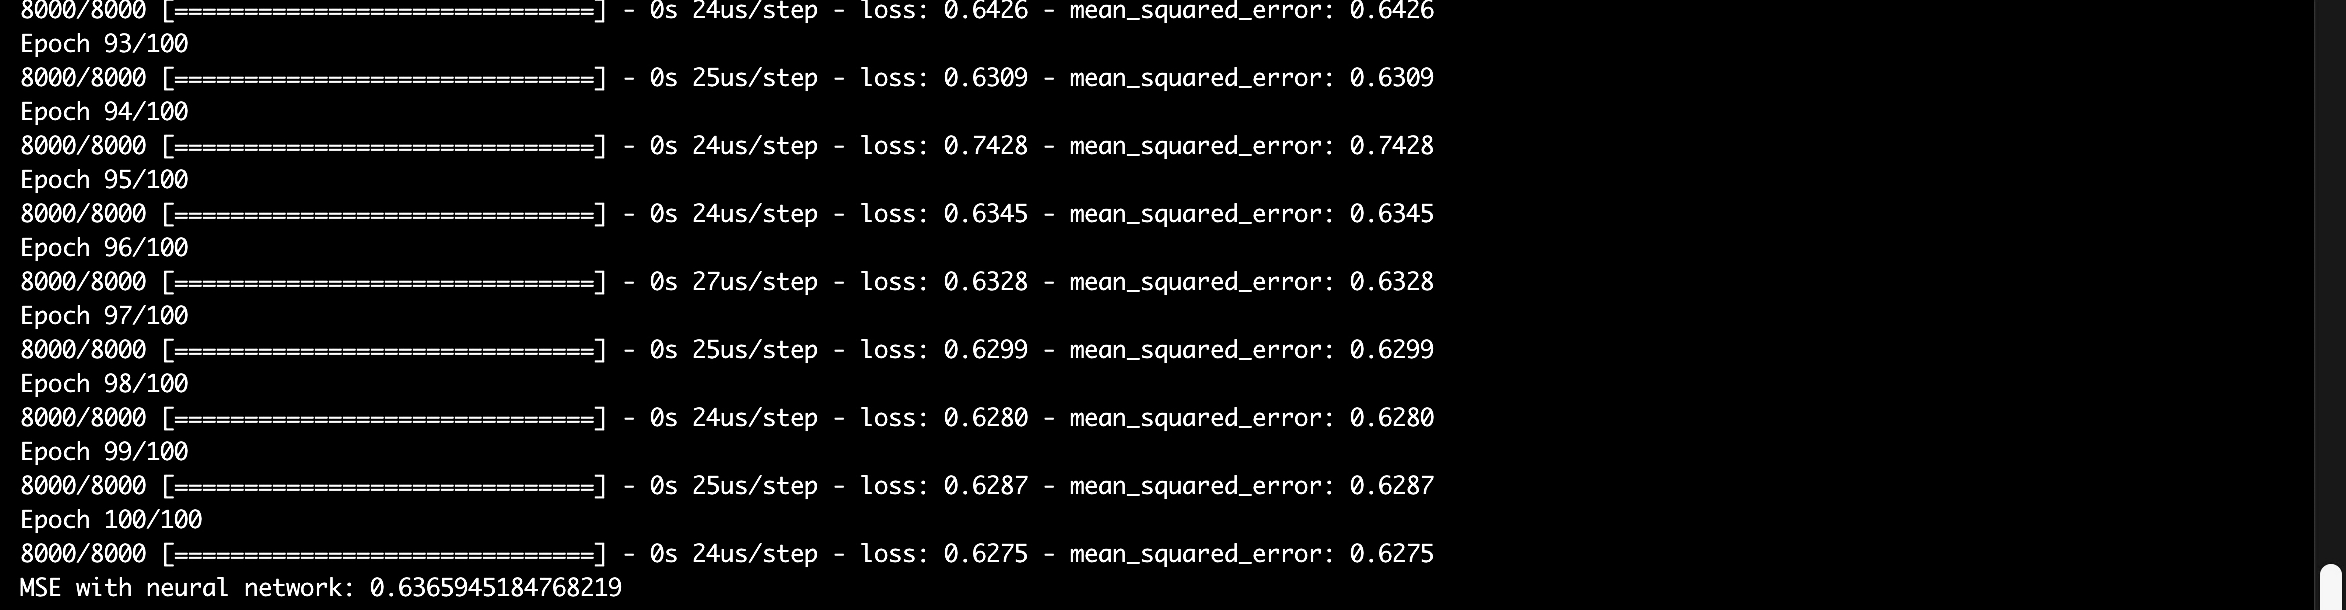 8000/8000 [==============================] - 0s 24us/step - loss: 0.6426 - mean_squared_error: 0.6426
Epoch 93/100
8000/8000 [==============================] - 0s 25us/step - loss: 0.6309 - mean_squared_error: 0.6309
Epoch 94/100
8000/8000 [==============================] - 0s 24us/step - loss: 0.7428 - mean_squared_error: 0.7428
Epoch 95/100
8000/8000 [==============================] - 0s 24us/step - loss: 0.6345 - mean_squared_error: 0.6345
Epoch 96/100
8000/8000 [==============================] - 0s 27us/step - loss: 0.6328 - mean_squared_error: 0.6328
Epoch 97/100
8000/8000 [==============================] - 0s 25us/step - loss: 0.6299 - mean_squared_error: 0.6299
Epoch 98/100
8000/8000 [==============================] - 0s 24us/step - loss: 0.6280 - mean_squared_error: 0.6280
Epoch 99/100
8000/8000 [==============================] - 0s 25us/step - loss: 0.6287 - mean_squared_error: 0.6287
Epoch 100/100
8000/8000 [==============================] - 0s 24us/step - loss: 0.6275 - mean_squared_error: 0.6275
MSE with neural network: 0.6365945184768219